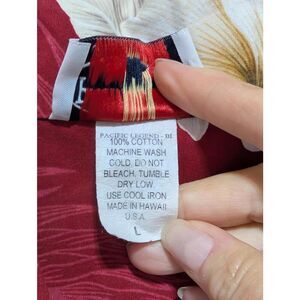 PACIFIC LEGEND - BI
100% COTTON
MACHINE WASH
COLD, DO NOT
BLEACH, TUMBLE
DRY LOW.
USE COOL IRON
MADE IN HAWAII
U.S.A.
L